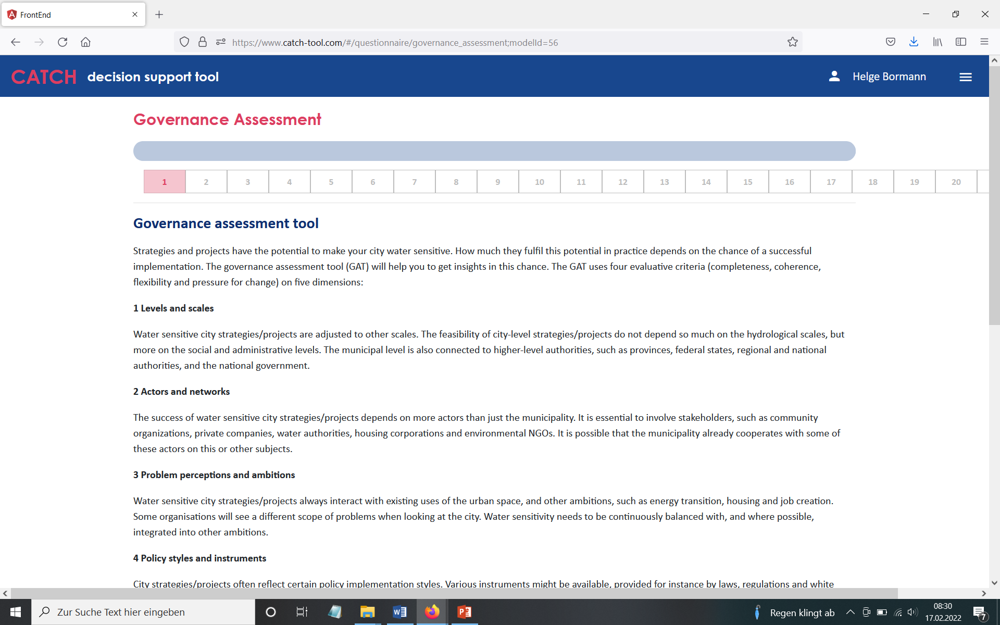 FrontEnd
https://www.catch-tool.com/#/questionnaire/governance_assessment;modelId=56
CATCH decision support tool
Helge Bormann
Governance Assessment
1 2 3 4 5 6 7 8 9 10 11 12 13 14 15 16 17 18 19 20
Governance assessment tool
Strategies and projects have the potential to make your city water sensitive. How much they fulfil this potential in practice depends on the chance of a successful
implementation. The governance assessment tool (GAT) will help you to get insights in this chance. The GAT uses four evaluative criteria (completeness, coherence,
flexibility and pressure for change) on five dimensions:
1 Levels and scales
Water sensitive city strategies/projects are adjusted to other scales. The feasibility of city-level strategies/projects do not depend so much on the hydrological scales, but
more on the social and administrative levels. The municipal level is also connected to higher-level authorities, such as provinces, federal states, regional and national
authorities, and the national government.
2 Actors and networks
The success of water sensitive city strategies/projects depends on more actors than just the municipality. It is essential to involve stakeholders, such as community
organizations, private companies, water authorities, housing corporations and environmental NGOs. It is possible that the municipality already cooperates with some of
these actors on this or other subjects.
3 Problem perceptions and ambitions
Water sensitive city strategies/projects always interact with existing uses of the urban space, and other ambitions, such as energy transition, housing and job creation.
Some organisations will see a different scope of problems when looking at the city. Water sensitivity needs to be continuously balanced with, and where possible,
integrated into other ambitions.
4 Policy styles and instruments
City strategies/projects often reflect certain policy implementation styles. Various instruments might be available, provided for instance by laws, regulations and white
Zur Suche Text hier eingeben
Regen klingt ab
08:30
17.02.2022
7